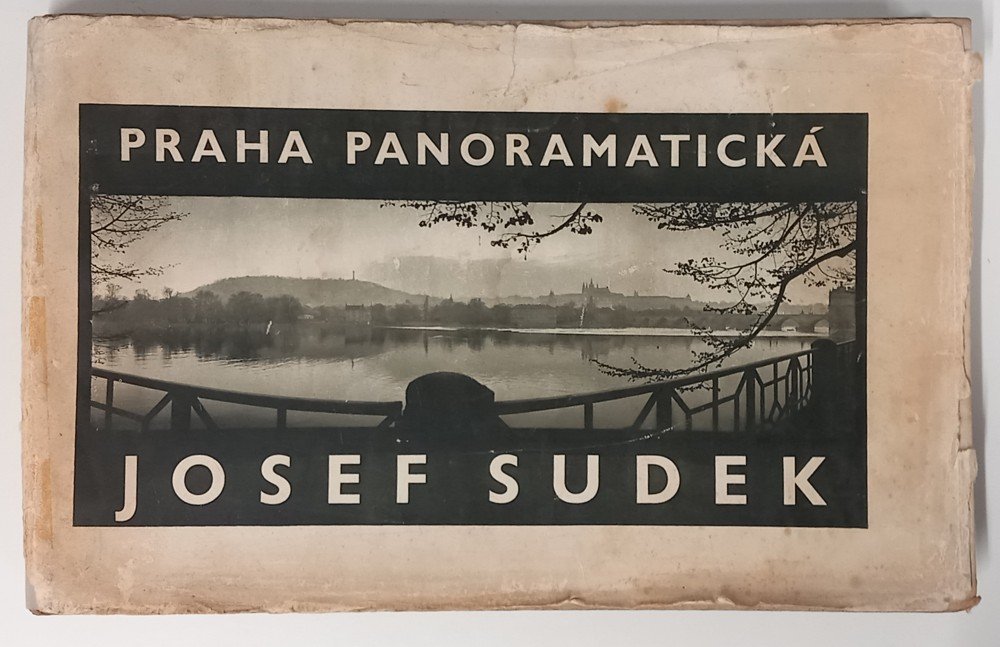 PRAHA PANORAMATICKÁ
JOSEF SUDEK